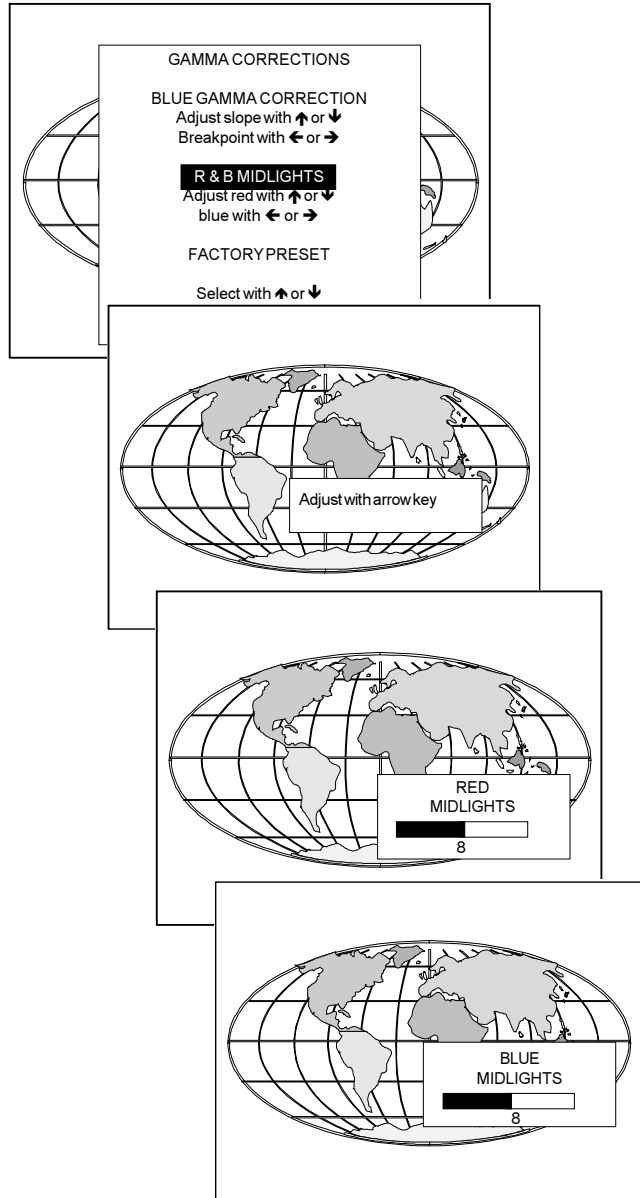 GAMMA CORRECTIONS
BLUE GAMMA CORRECTION
Adjust slope with ↑ or ↓
Breakpoint with ← or →
R & B MIDLIGHTS
Adjust red with ↑ or ↓
blue with ← or →
FACTORY PRESET
Select with ↑ or ↓
Adjust with arrow key
RED
MIDLIGHTS
8
BLUE
MIDLIGHTS
8